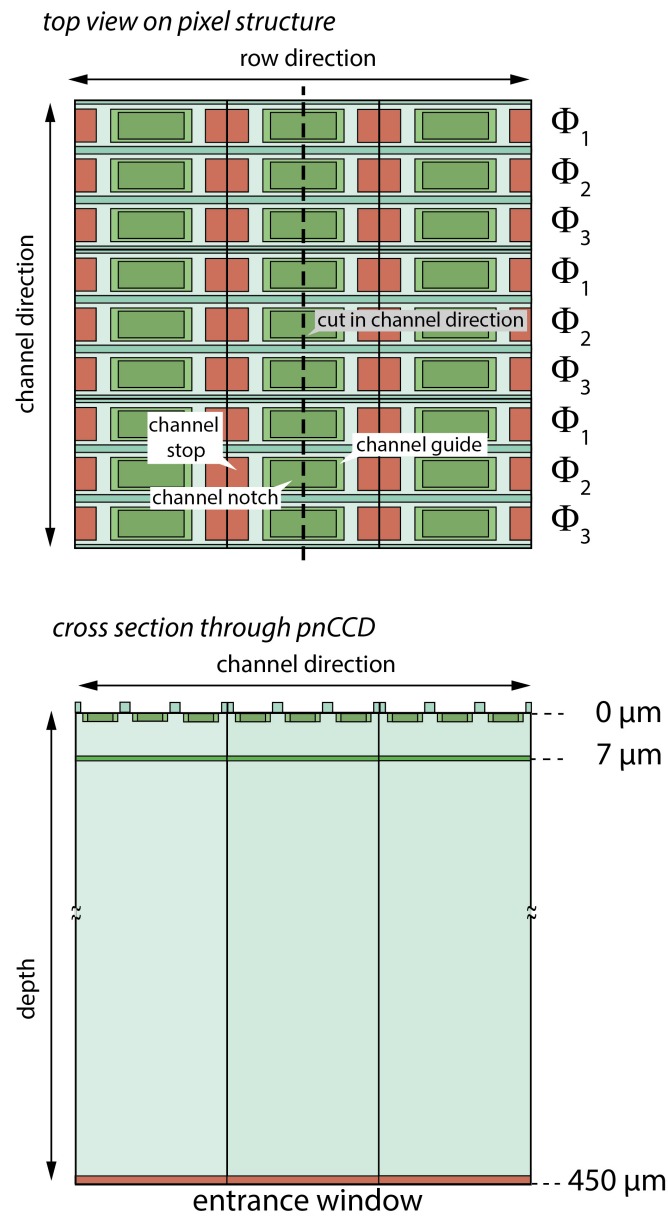 top view on pixel structure
row direction
channel direction
Φ1
Φ2
Φ3
Φ1
cut in channel direction
Φ2
Φ3
Φ1
channel
stop
channel guide
Φ2
channel notch
Φ3
cross section through pnCCD
channel direction
0 µm
7 µm
≈
≈
depth
450 µm
entrance window